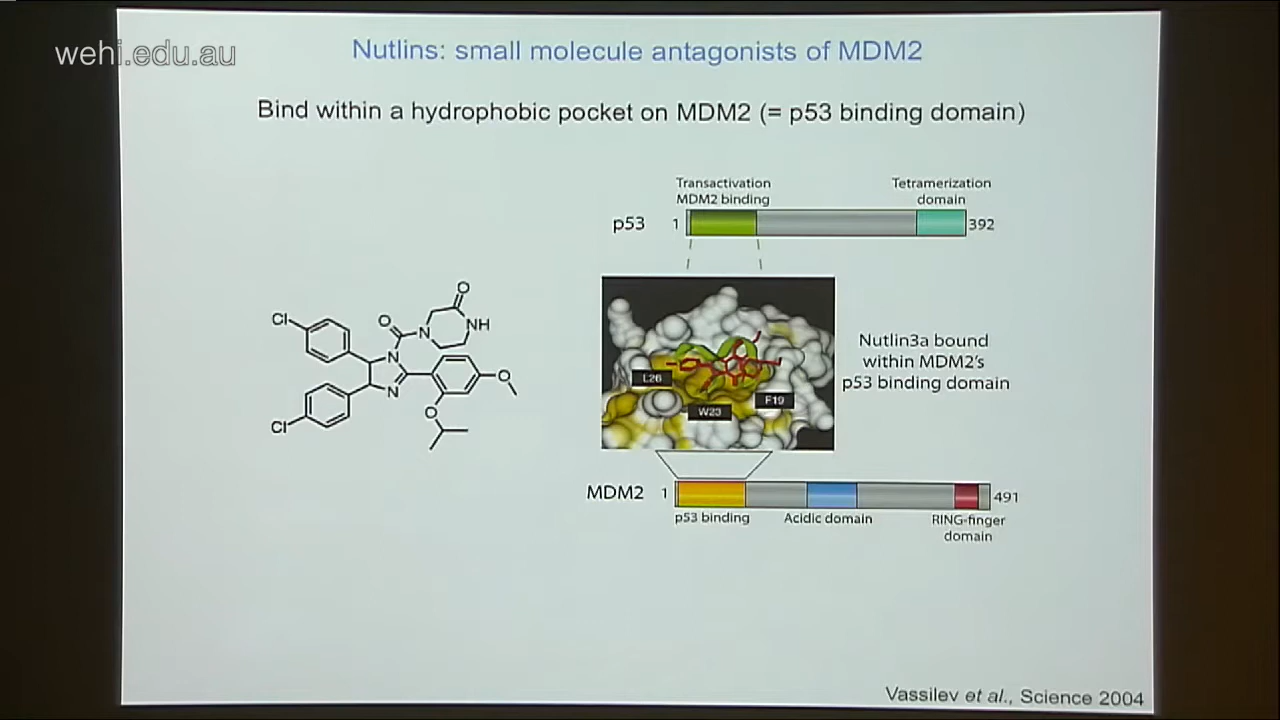 wehi.edu.au
Nutlins: small molecule antagonists of MDM2
Bind within a hydrophobic pocket on MDM2 (= p53 binding domain)
Transactivation
MDM2 binding
Tetramerization
domain
p53
1
392
O
Cl
O
N
NH
N
N
O
O
Cl
L26
W23
F19
Nutlin3a bound
within MDM2's
p53 binding domain
MDM2
1
491
p53 binding
Acidic domain
RING-finger
domain
Vassilev et al., Science 2004